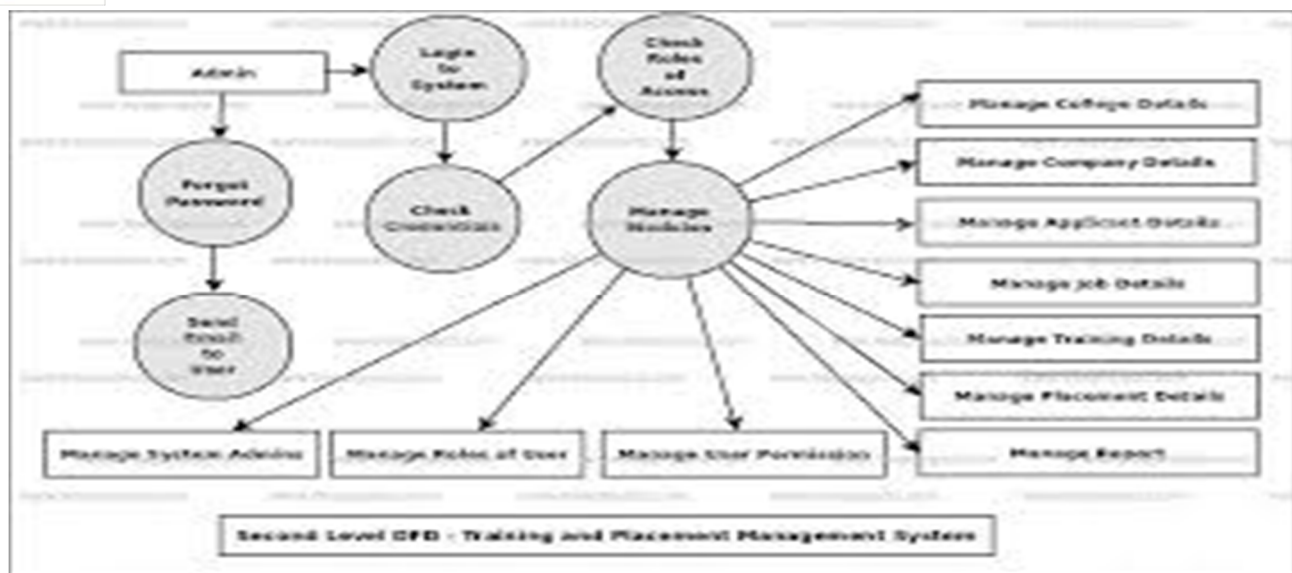 Admin
Login
to
System
Check
Roles
of
Access
Manage College Details
Manage Company Details
Forgot
Password
Check
Credentials
Manage
Modules
Manage Applicant Details
Manage Job Details
Send
Email
to
User
Manage Training Details
Manage Placement Details
Manage System Admins
Manage Roles of User
Manage User Permission
Manage Report
Second Level DFD - Training and Placement Management System